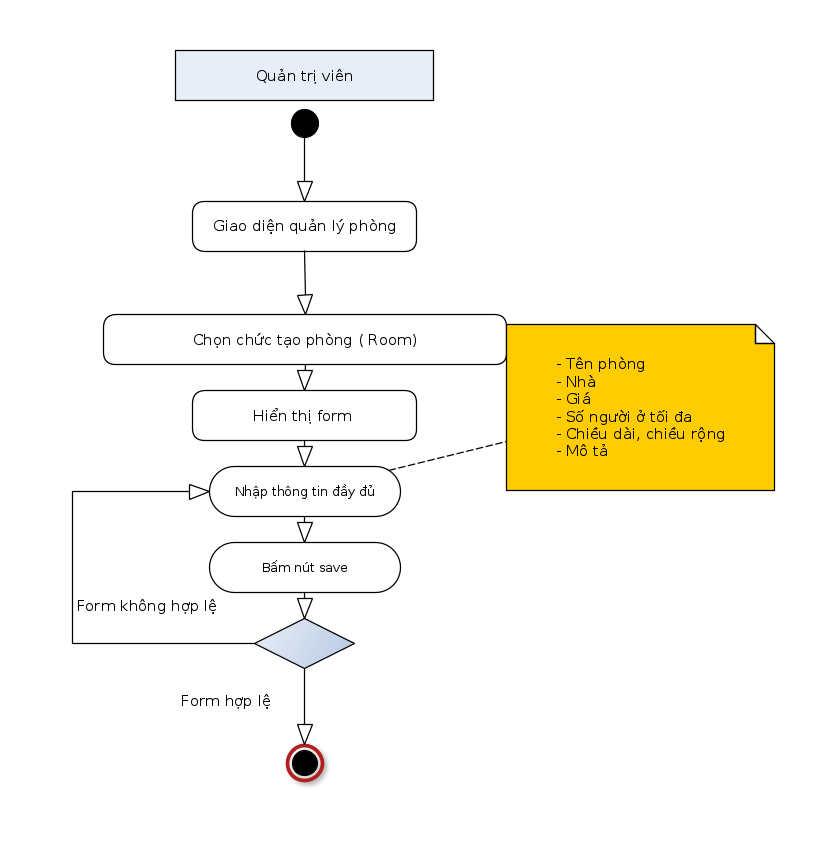 Quản trị viên
Giao diện quản lý phòng
Chọn chức tạo phòng ( Room)
- Tên phòng
- Nhà
- Giá
- Số người ở tối đa
- Chiều dài, chiều rộng
- Mô tả
Hiển thị form
Nhập thông tin đầy đủ
Bấm nút save
Form không hợp lệ
Form hợp lệ